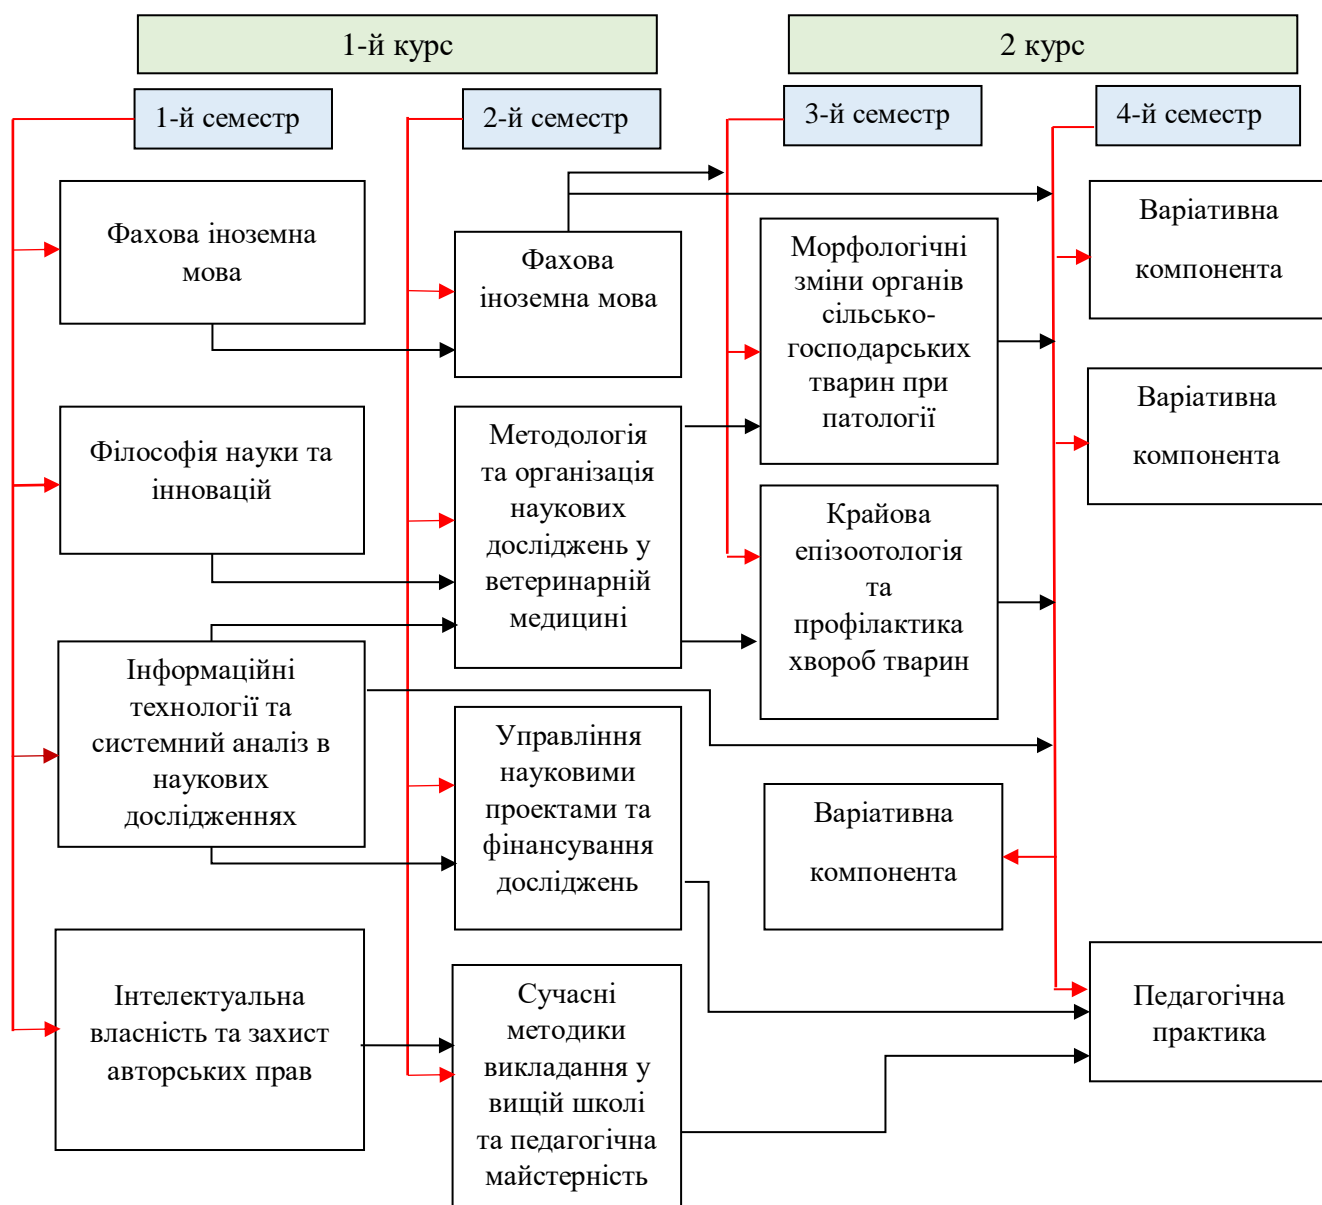 1-й курс
2 курс
1-й семестр
2-й семестр
3-й семестр
4-й семестр
Фахова іноземна
мова
Філософія науки та
інновацій
Інформаційні
технології та
системний аналіз в
наукових
дослідженнях
Інтелектуальна
власність та захист
авторських прав
Фахова
іноземна мова
Методологія
та організація
наукових
досліджень у
ветеринарній
медицині
Управління
науковими
проектами та
фінансування
досліджень
Сучасні
методики
викладання у
вищій школі
та педагогічна
майстерність
Морфологічні
зміни органів
сільсько-
господарських
тварин при
патології
Крайова
епізоотологія
та
профілактика
хвороб тварин
Варіативна
компонента
Варіативна
компонента
Варіативна
компонента
Педагогічна
практика